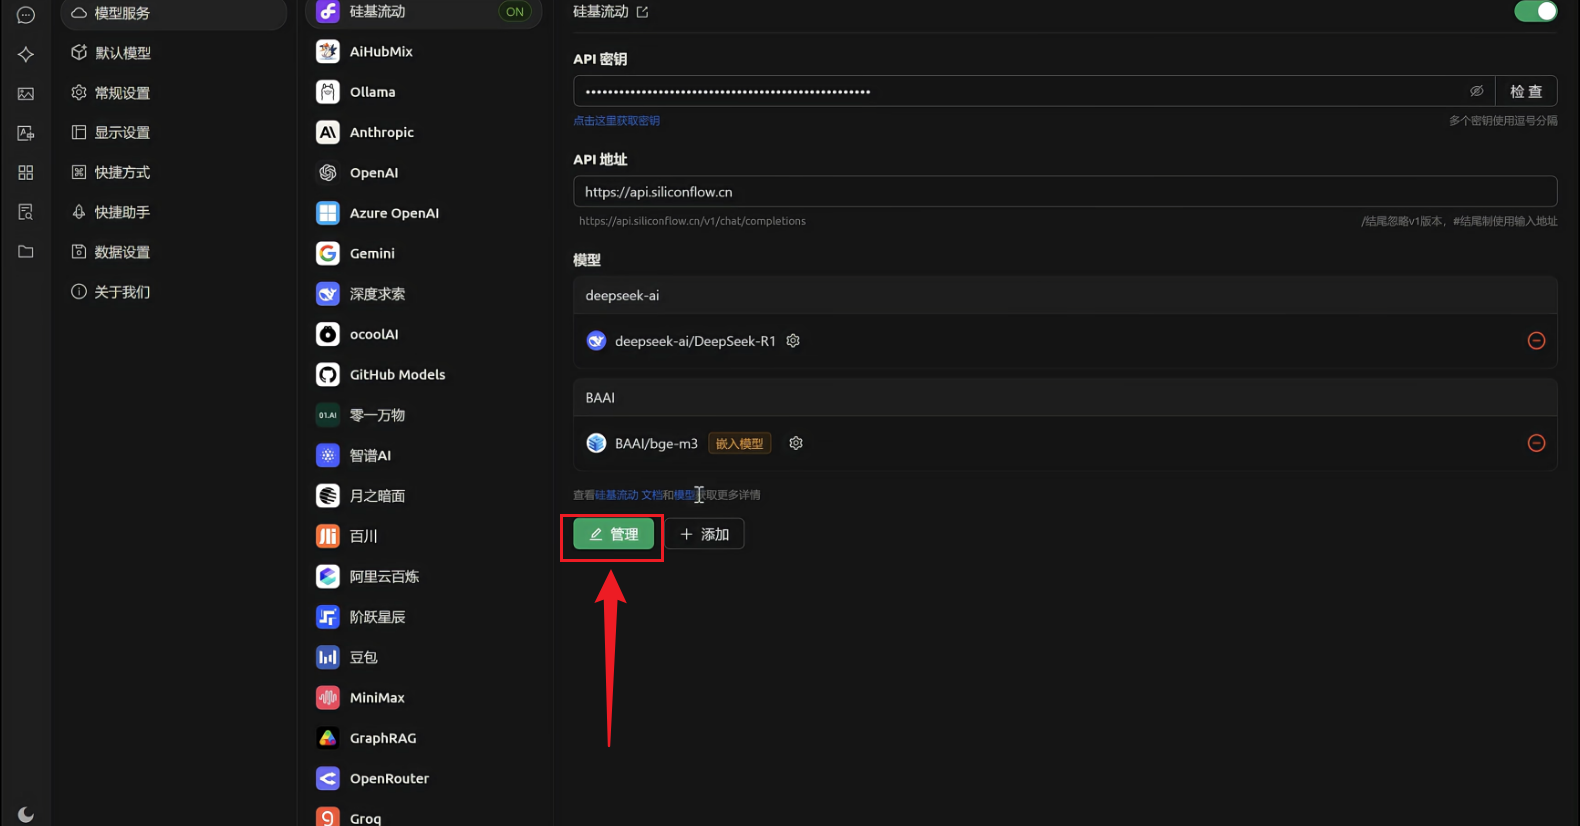 模型服务
默认模型
常规设置
显示设置
快捷方式
快捷助手
数据设置
关于我们
硅基流动 ON
AiHubMix
Ollama
Anthropic
OpenAI
Azure OpenAI
Gemini
深度求索
ocoolAI
GitHub Models
01.AI 零一万物
智谱AI
月之暗面
百川
阿里云百炼
阶跃星辰
豆包
MiniMax
GraphRAG
OpenRouter
Groq
硅基流动
API 密钥
检 查
点击这里获取密钥 多个密钥使用逗号分隔
API 地址
https://api.siliconflow.cn
https://api.siliconflow.cn/v1/chat/completions /结尾忽略v1版本，#结尾制使用输入地址
模型
deepseek-ai
deepseek-ai/DeepSeek-R1
BAAI
BAAI/bge-m3 嵌入模型
查看硅基流动 文档和模型获取更多详情
管理 添加